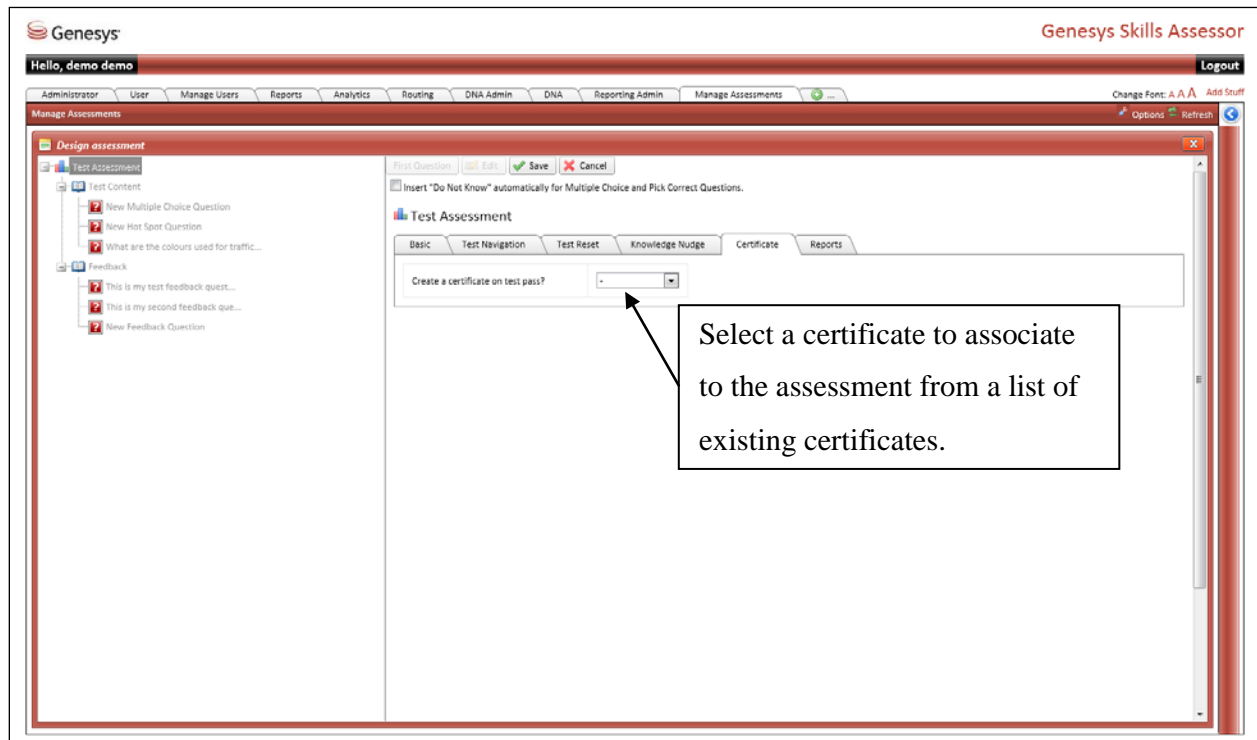 Genesys
Genesys Skills Assessor
Hello, demo demo
Logout
Administrator User Manage Users Reports Analytics Routing DNA Admin DNA Reporting Admin Manage Assessments ...
Change Font: A A A Add Stuff
Manage Assessments
Options Refresh
Design assessment
Test Assessment
Test Content
New Multiple Choice Question
New Hot Spot Question
What are the colours used for traffic...
Feedback
This is my test feedback quest...
This is my second feedback que...
New Feedback Question
First Question Edit Save Cancel
Insert "Do Not Know" automatically for Multiple Choice and Pick Correct Questions.
Test Assessment
Basic Test Navigation Test Reset Knowledge Nudge Certificate Reports
Create a certificate on test pass? -
Select a certificate to associate
to the assessment from a list of
existing certificates.